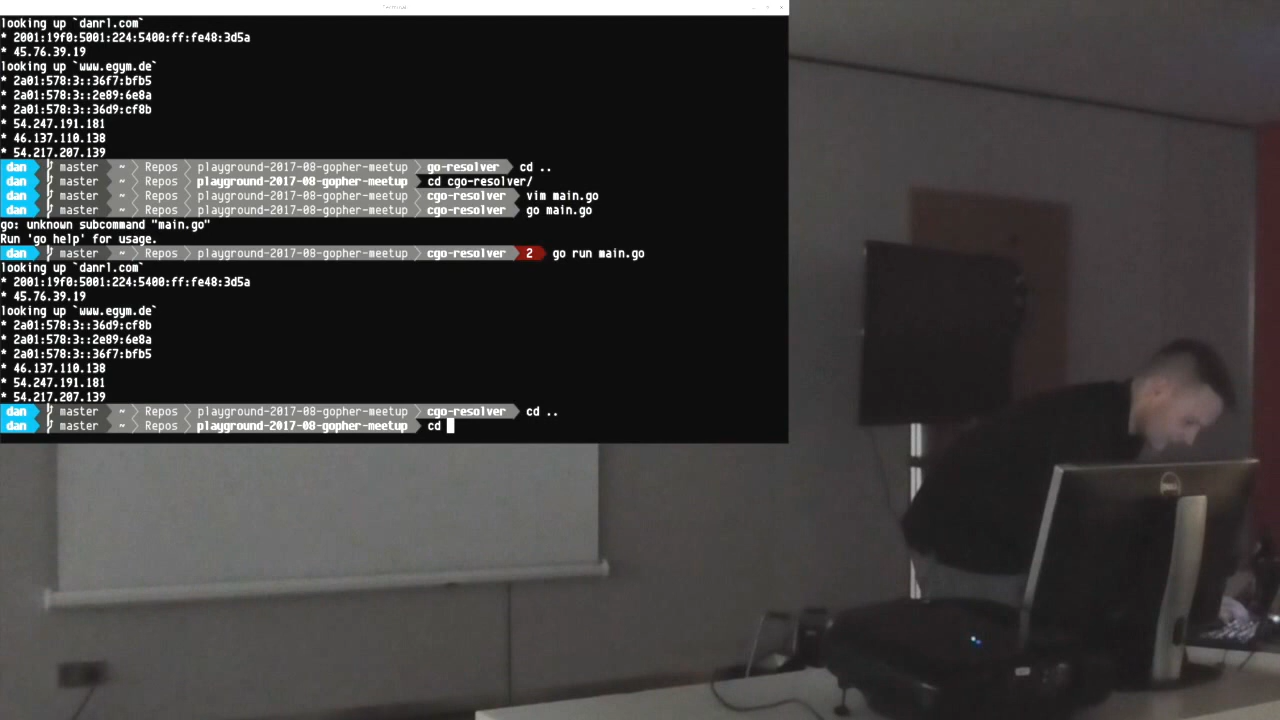 looking up `danrl.com`
* 2001:19f0:5001:224:5400:ff:fe48:3d5a
* 45.76.39.19
looking up `www.egym.de`
* 2a01:578:3::36f7:bfb5
* 2a01:578:3::2e89:6e8a
* 2a01:578:3::36d9:cf8b
* 54.247.191.181
* 46.137.110.138
* 54.217.207.139
dan master ~ Repos playground-2017-08-gopher-meetup go-resolver cd ..
dan master ~ Repos playground-2017-08-gopher-meetup cd cgo-resolver/
dan master ~ Repos playground-2017-08-gopher-meetup cgo-resolver vim main.go
dan master ~ Repos playground-2017-08-gopher-meetup cgo-resolver go main.go
go: unknown subcommand "main.go"
Run 'go help' for usage.
dan master ~ Repos playground-2017-08-gopher-meetup cgo-resolver 2 go run main.go
looking up `danrl.com`
* 2001:19f0:5001:224:5400:ff:fe48:3d5a
* 45.76.39.19
looking up `www.egym.de`
* 2a01:578:3::36d9:cf8b
* 2a01:578:3::2e89:6e8a
* 2a01:578:3::36f7:bfb5
* 46.137.110.138
* 54.247.191.181
* 54.217.207.139
dan master ~ Repos playground-2017-08-gopher-meetup cgo-resolver cd ..
dan master ~ Repos playground-2017-08-gopher-meetup cd
DELL